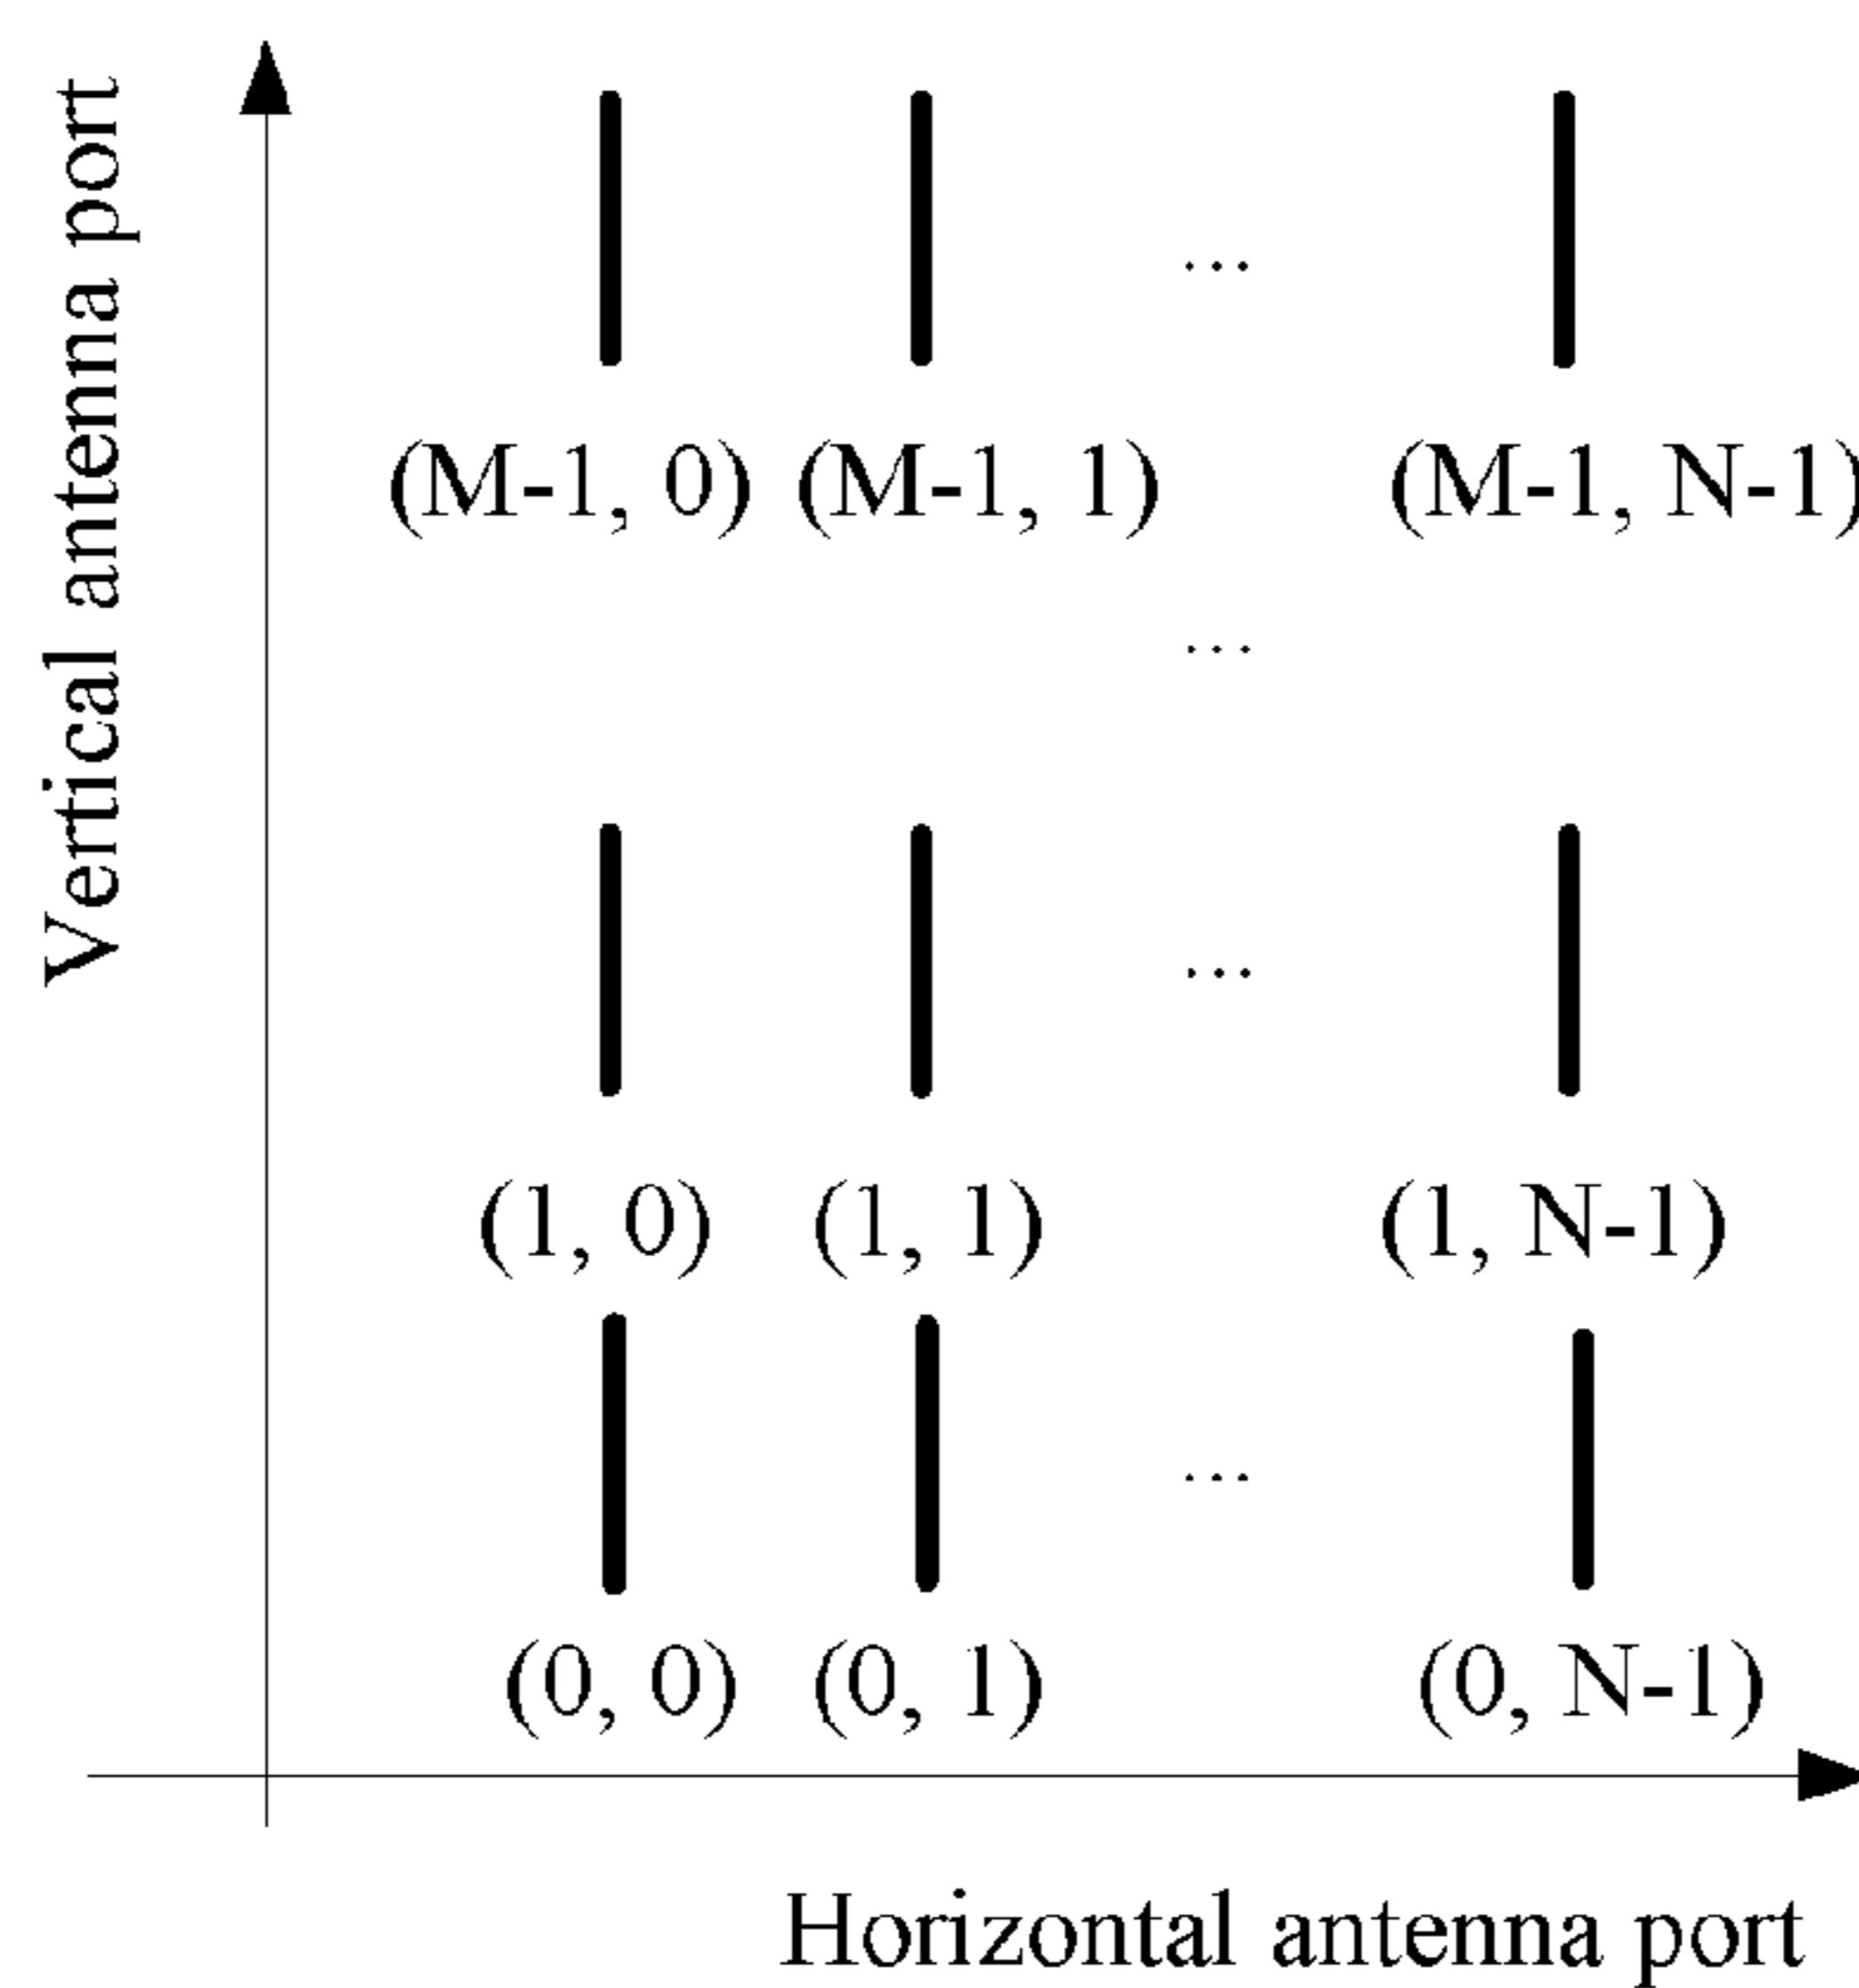 Vertical antenna port
...
(M-1, 0) (M-1, 1) (M-1, N-1)
...
...
(1, 0) (1, 1) (1, N-1)
...
(0, 0) (0, 1) (0, N-1)
Horizontal antenna port